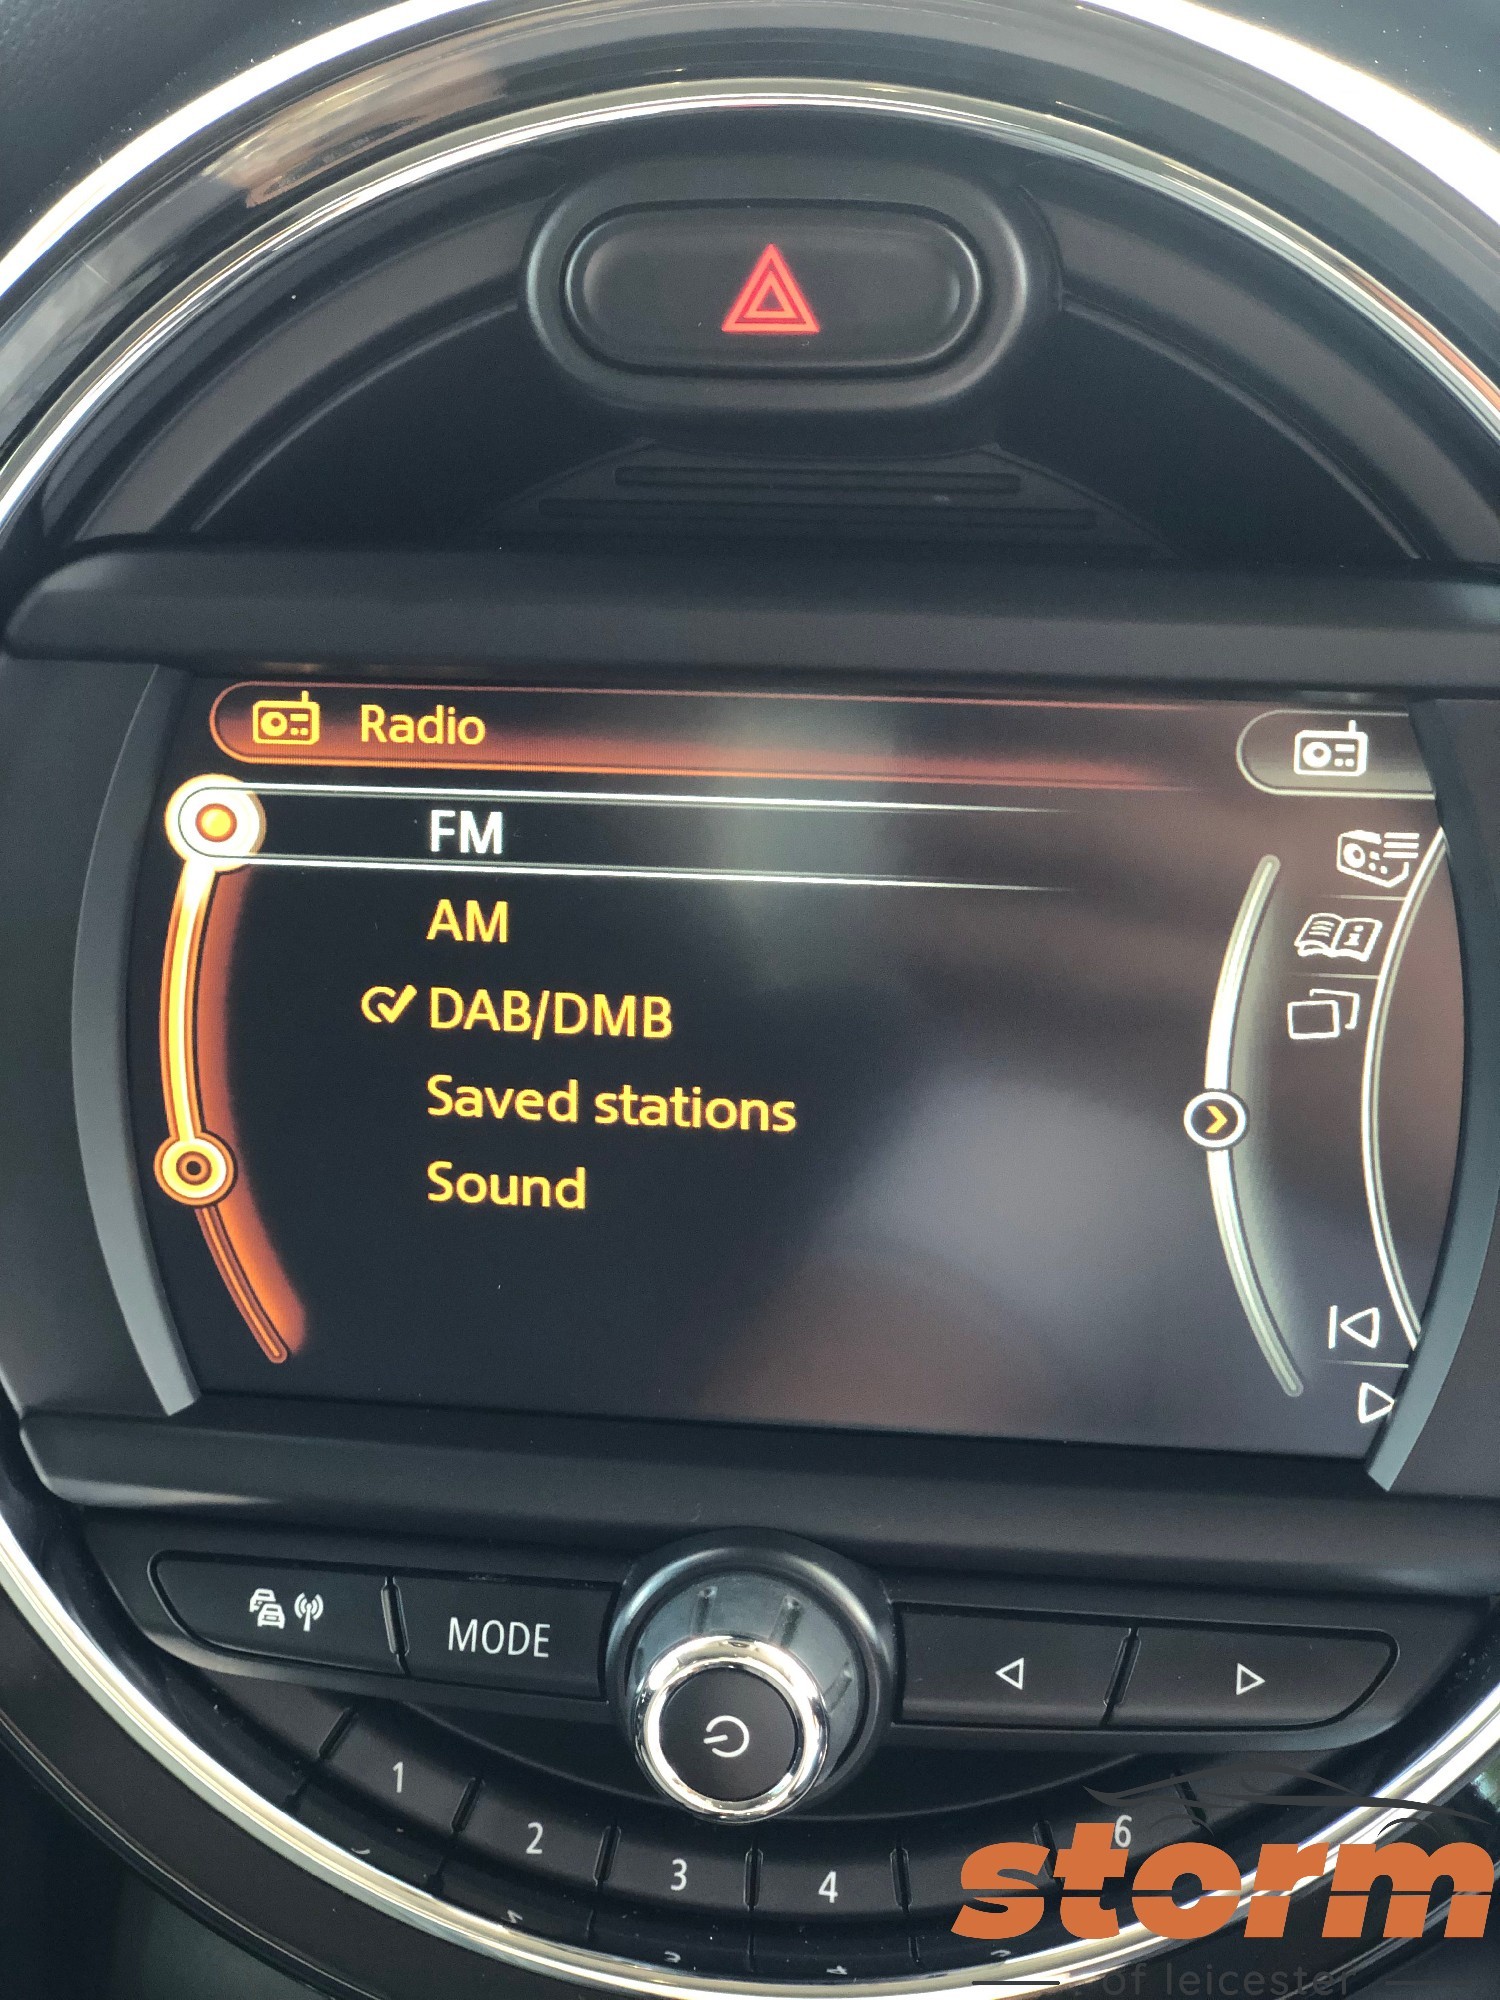 Radio
FM
AM
DAB/DMB
Saved stations
Sound
MODE
1
2
3
4
6
storm
of leicester